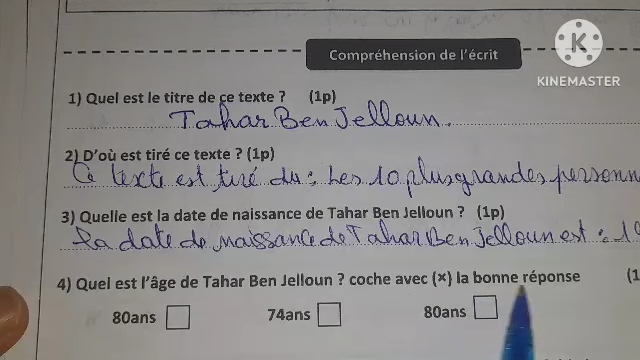 Compréhension de l'écrit
K
KINEMASTER
1) Quel est le titre de ce texte ? (1p)
Tahar Ben Jelloun.
2) D'où est tiré ce texte ? (1p)
Ce texte est tiré du : Les 10 plus grandes personn
3) Quelle est la date de naissance de Tahar Ben Jelloun ? (1p)
La date de naissance de Tahar Ben Jelloun est : 19
4) Quel est l'âge de Tahar Ben Jelloun ? coche avec (×) la bonne réponse (1
80ans 74ans 80ans